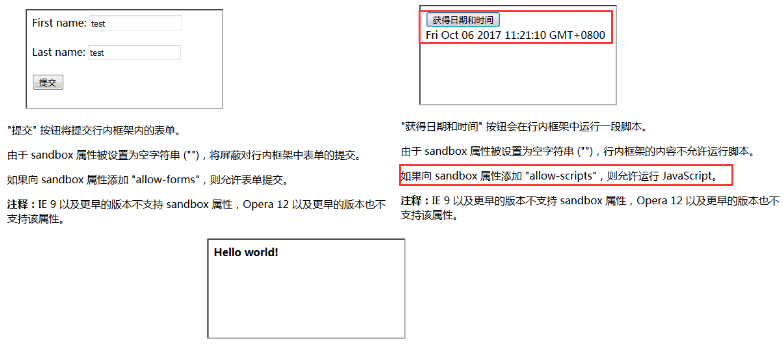 First name: test
Last name: test
提交
"提交" 按钮将提交行内框架内的表单。
由于 sandbox 属性被设置为空字符串 ("")，将屏蔽对行内框架中表单的提交。
如果向 sandbox 属性添加 "allow-forms"，则允许表单提交。
注释：IE 9 以及更早的版本不支持 sandbox 属性，Opera 12 以及更早的版本也不
支持该属性。
获得日期和时间
Fri Oct 06 2017 11:21:10 GMT+0800
"获得日期和时间" 按钮会在行内框架中运行一段脚本。
由于 sandbox 属性被设置为空字符串 ("")，行内框架的内容不允许运行脚本。
如果向 sandbox 属性添加 "allow-scripts"，则允许运行 JavaScript。
注释：IE 9 以及更早的版本不支持 sandbox 属性，Opera 12 以及更早的版本也不
支持该属性。
Hello world!